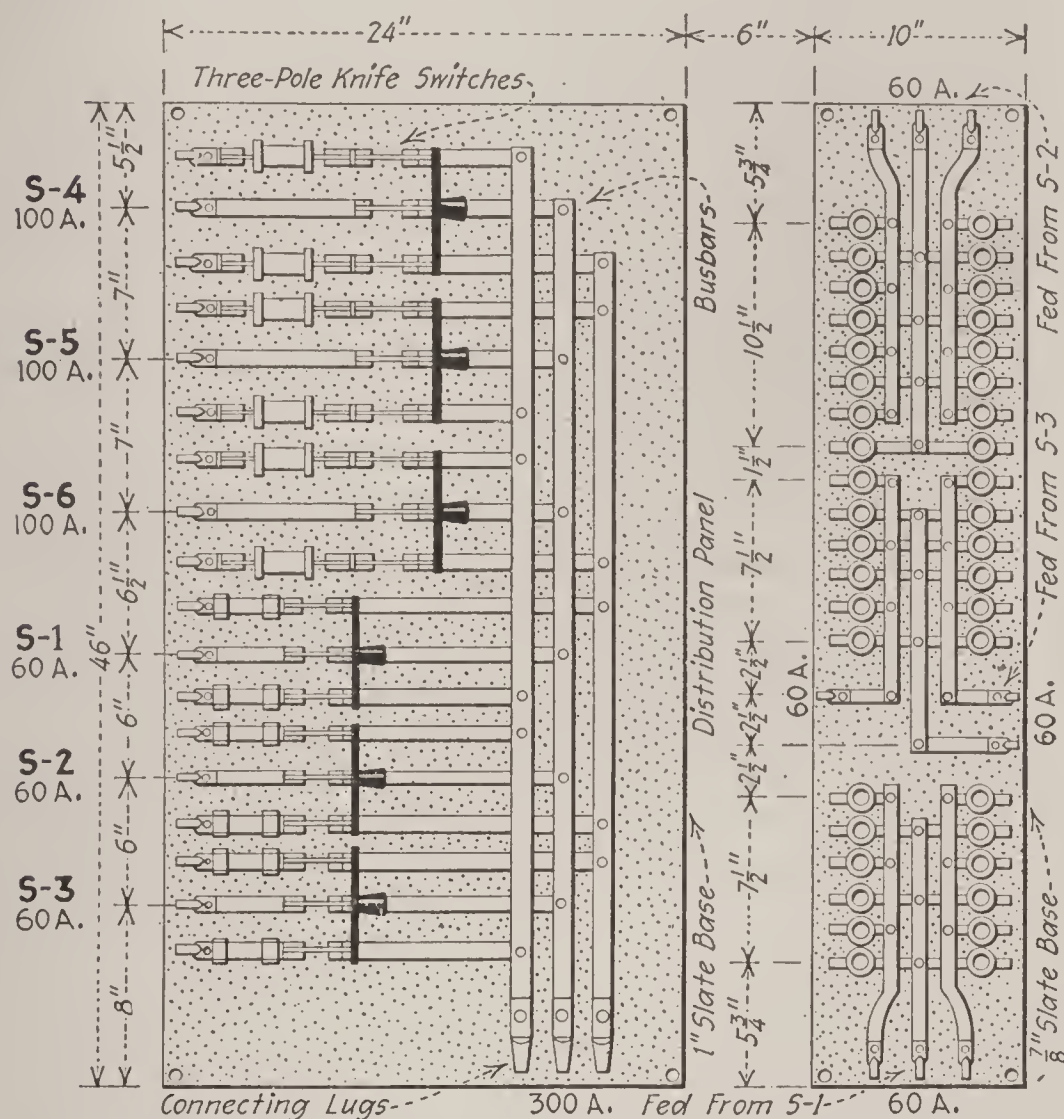 24"
6"
10"
Three-Pole Knife Switches
60 A.
5 1/2"
5 3/4"
S-4
100 A.
Busbars
Fed From S-2
7"
10 1/2"
S-5
100 A.
7"
1 1/2"
Fed From S-3
S-6
100 A.
7 1/2"
6 1/2"
Distribution Panel
S-1
60 A.
46"
2 1/2"
60 A.
6"
2 1/2"
60 A.
S-2
60 A.
2 1/2"
6"
1" Slate Base
7 1/2"
7/8" Slate Base
S-3
60 A.
8"
5 3/4"
Connecting Lugs
300 A.
Fed From S-1
60 A.